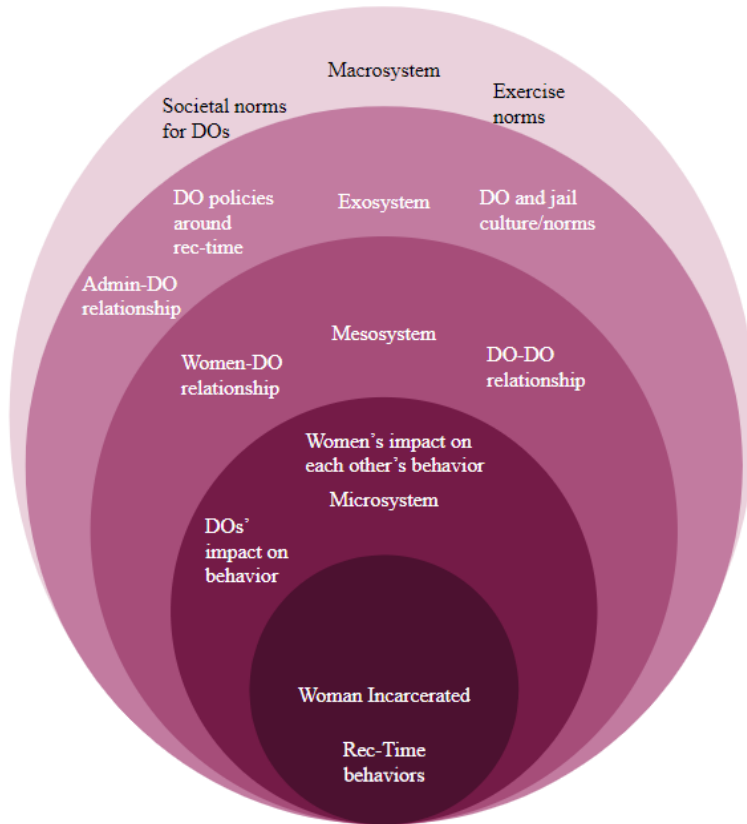 Macrosystem
Societal norms
for DOs
Exercise
norms
DO policies
around
rec-time
Exosystem
DO and jail
culture/norms
Admin-DO
relationship
Mesosystem
Women-DO
relationship
DO-DO
relationship
Women’s impact on
each other’s behavior
Microsystem
DOs’
impact on
behavior
Woman Incarcerated
Rec-Time
behaviors